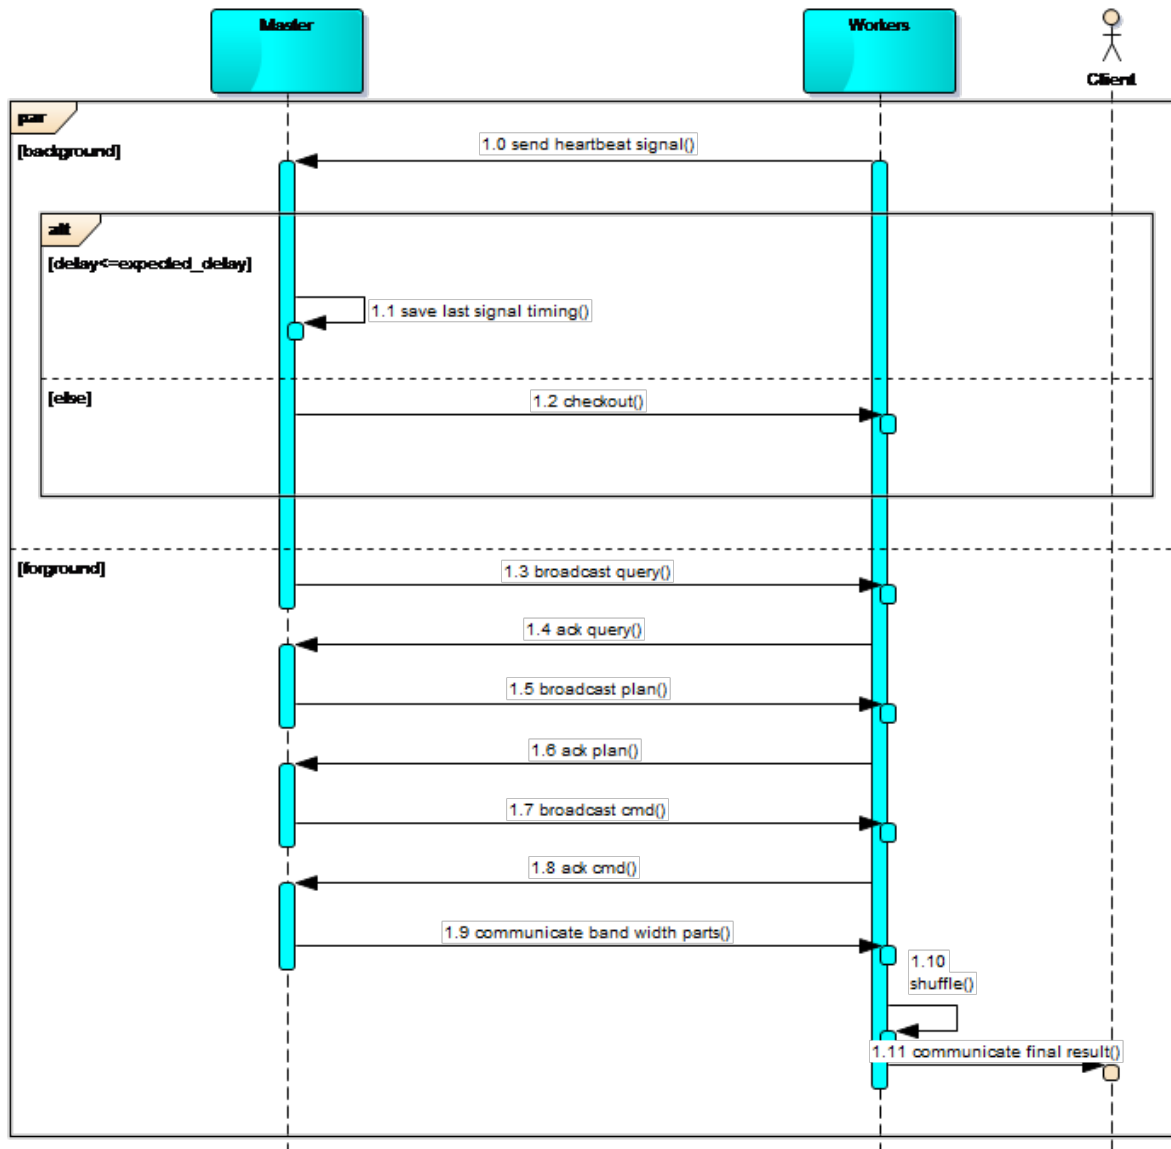 Master
Workers
Client
par
[background]
1.0 send heartbeat signal()
alt
[delay<=expected_delay]
1.1 save last signal timing()
[else]
1.2 checkout()
[forground]
1.3 broadcast query()
1.4 ack query()
1.5 broadcast plan()
1.6 ack plan()
1.7 broadcast cmd()
1.8 ack cmd()
1.9 communicate band width parts()
1.10
shuffle()
1.11 communicate final result()